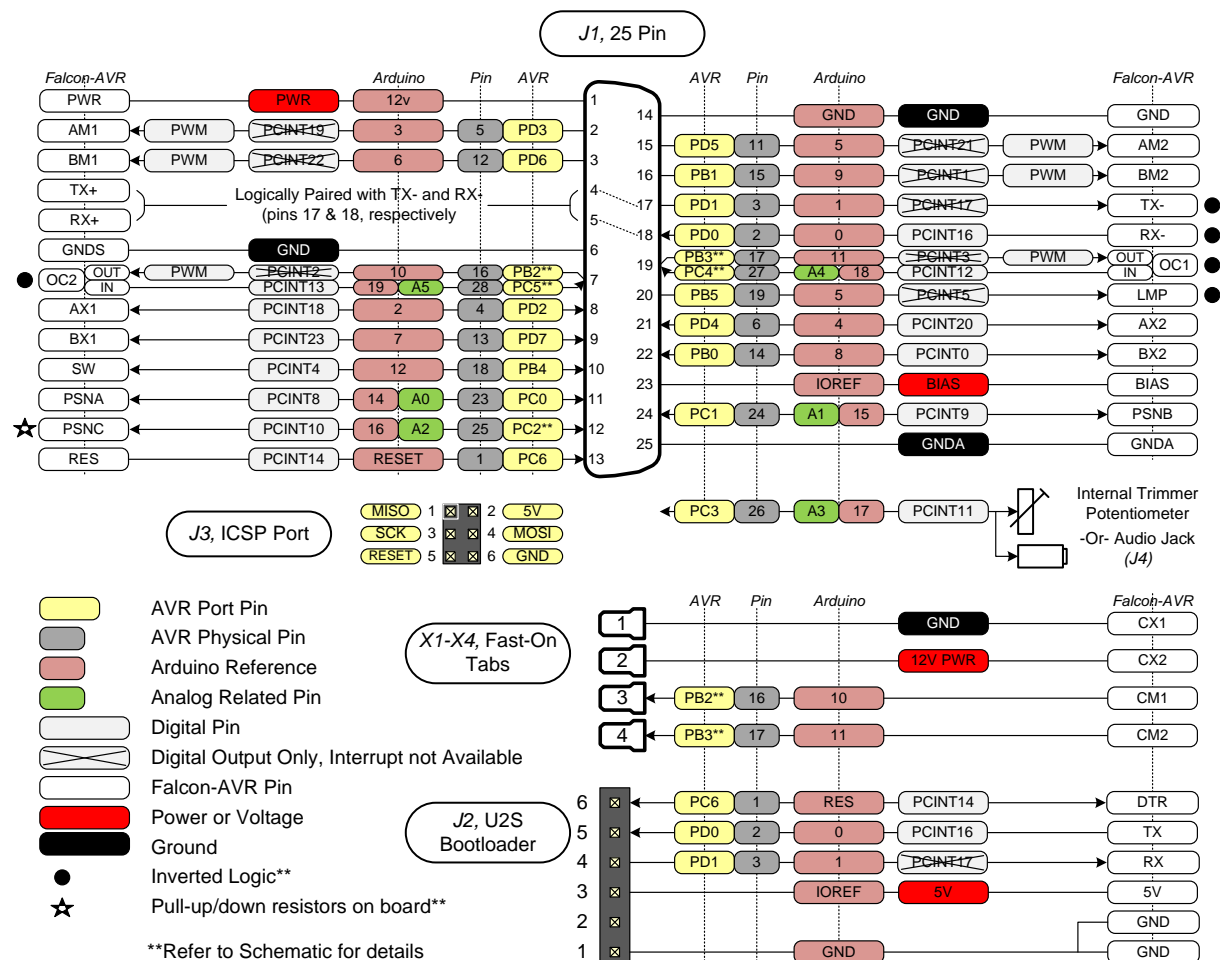 J1, 25 Pin
Falcon-AVR Arduino Pin AVR
PWR PWR 12v 1
AM1 PWM PCINT19 3 5 PD3 2
BM1 PWM PCINT22 6 12 PD6 3
TX+ 4
Logically Paired with TX- and RX-
(pins 17 & 18, respectively
RX+ 5
GNDS GND 6
OC2 OUT PWM PCINT2 10 16 PB2** 7
IN PCINT13 19 A5 28 PC5**
AX1 PCINT18 2 4 PD2 8
BX1 PCINT23 7 13 PD7 9
SW PCINT4 12 18 PB4 10
PSNA PCINT8 14 A0 23 PC0 11
PSNC PCINT10 16 A2 25 PC2** 12
RES PCINT14 RESET 1 PC6 13
AVR Pin Arduino Falcon-AVR
14 GND GND GND
15 PD5 11 5 PCINT21 PWM AM2
16 PB1 15 9 PCINT1 PWM BM2
17 PD1 3 1 PCINT17 TX-
18 PD0 2 0 PCINT16 RX-
19 PB3** 17 11 PCINT3 PWM OUT OC1
PC4** 27 A4 18 PCINT12 IN
20 PB5 19 5 PCINT5 LMP
21 PD4 6 4 PCINT20 AX2
22 PB0 14 8 PCINT0 BX2
23 IOREF BIAS BIAS
24 PC1 24 A1 15 PCINT9 PSNB
25 GNDA GNDA
PC3 26 A3 17 PCINT11
Internal Trimmer
Potentiometer
-Or- Audio Jack
(J4)
J3, ICSP Port
MISO 1 2 5V
SCK 3 4 MOSI
RESET 5 6 GND
AVR Port Pin
AVR Physical Pin
Arduino Reference
Analog Related Pin
Digital Pin
Digital Output Only, Interrupt not Available
Falcon-AVR Pin
Power or Voltage
Ground
Inverted Logic**
Pull-up/down resistors on board**
**Refer to Schematic for details
X1-X4, Fast-On
Tabs
AVR Pin Arduino Falcon-AVR
1 GND CX1
2 12V PWR CX2
3 PB2** 16 10 CM1
4 PB3** 17 11 CM2
J2, U2S
Bootloader
6 PC6 1 RES PCINT14 DTR
5 PD0 2 0 PCINT16 TX
4 PD1 3 1 PCINT17 RX
3 IOREF 5V 5V
2 GND
1 GND GND